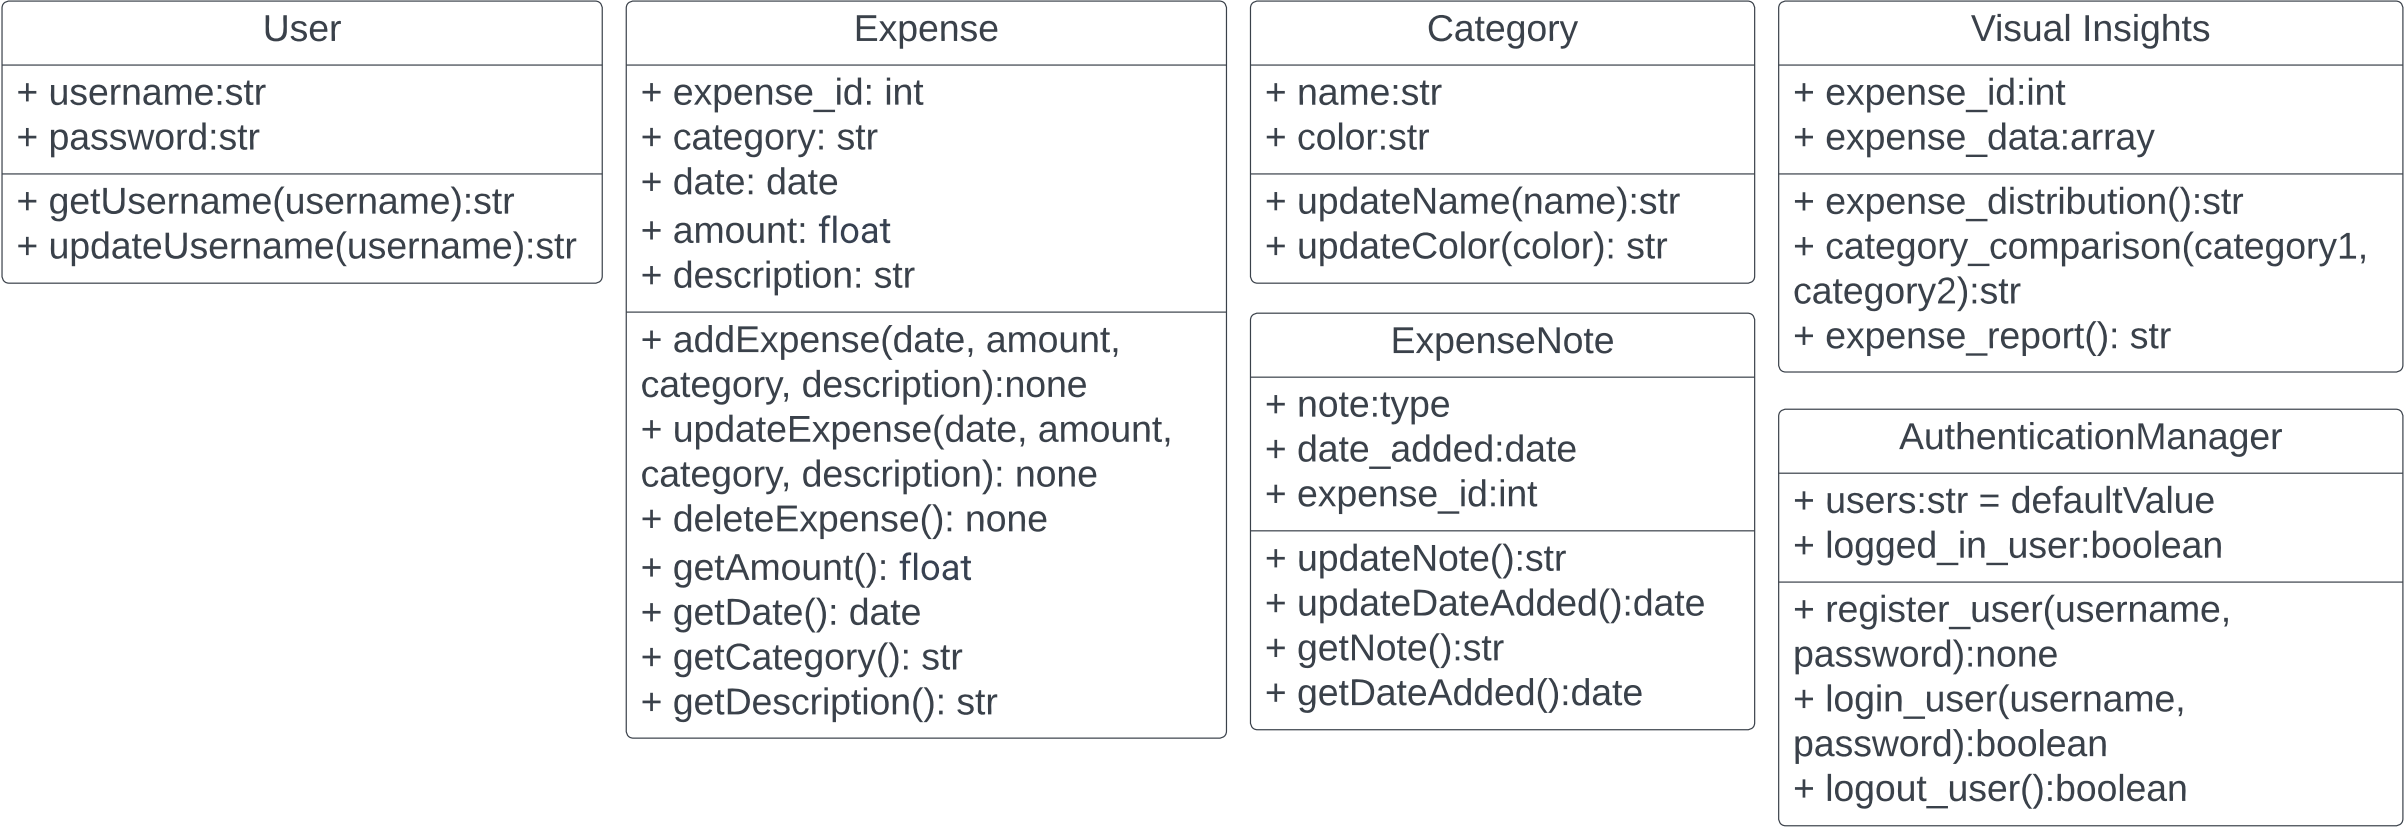 User
+ username:str
+ password:str
+ getUsername(username):str
+ updateUsername(username):str
Expense
+ expense_id: int
+ category: str
+ date: date
+ amount: float
+ description: str
+ addExpense(date, amount,
category, description):none
+ updateExpense(date, amount,
category, description): none
+ deleteExpense(): none
+ getAmount(): float
+ getDate(): date
+ getCategory(): str
+ getDescription(): str
Category
+ name:str
+ color:str
+ updateName(name):str
+ updateColor(color): str
ExpenseNote
+ note:type
+ date_added:date
+ expense_id:int
+ updateNote():str
+ updateDateAdded():date
+ getNote():str
+ getDateAdded():date
Visual Insights
+ expense_id:int
+ expense_data:array
+ expense_distribution():str
+ category_comparison(category1,
category2):str
+ expense_report(): str
AuthenticationManager
+ users:str = defaultValue
+ logged_in_user:boolean
+ register_user(username,
password):none
+ login_user(username,
password):boolean
+ logout_user():boolean